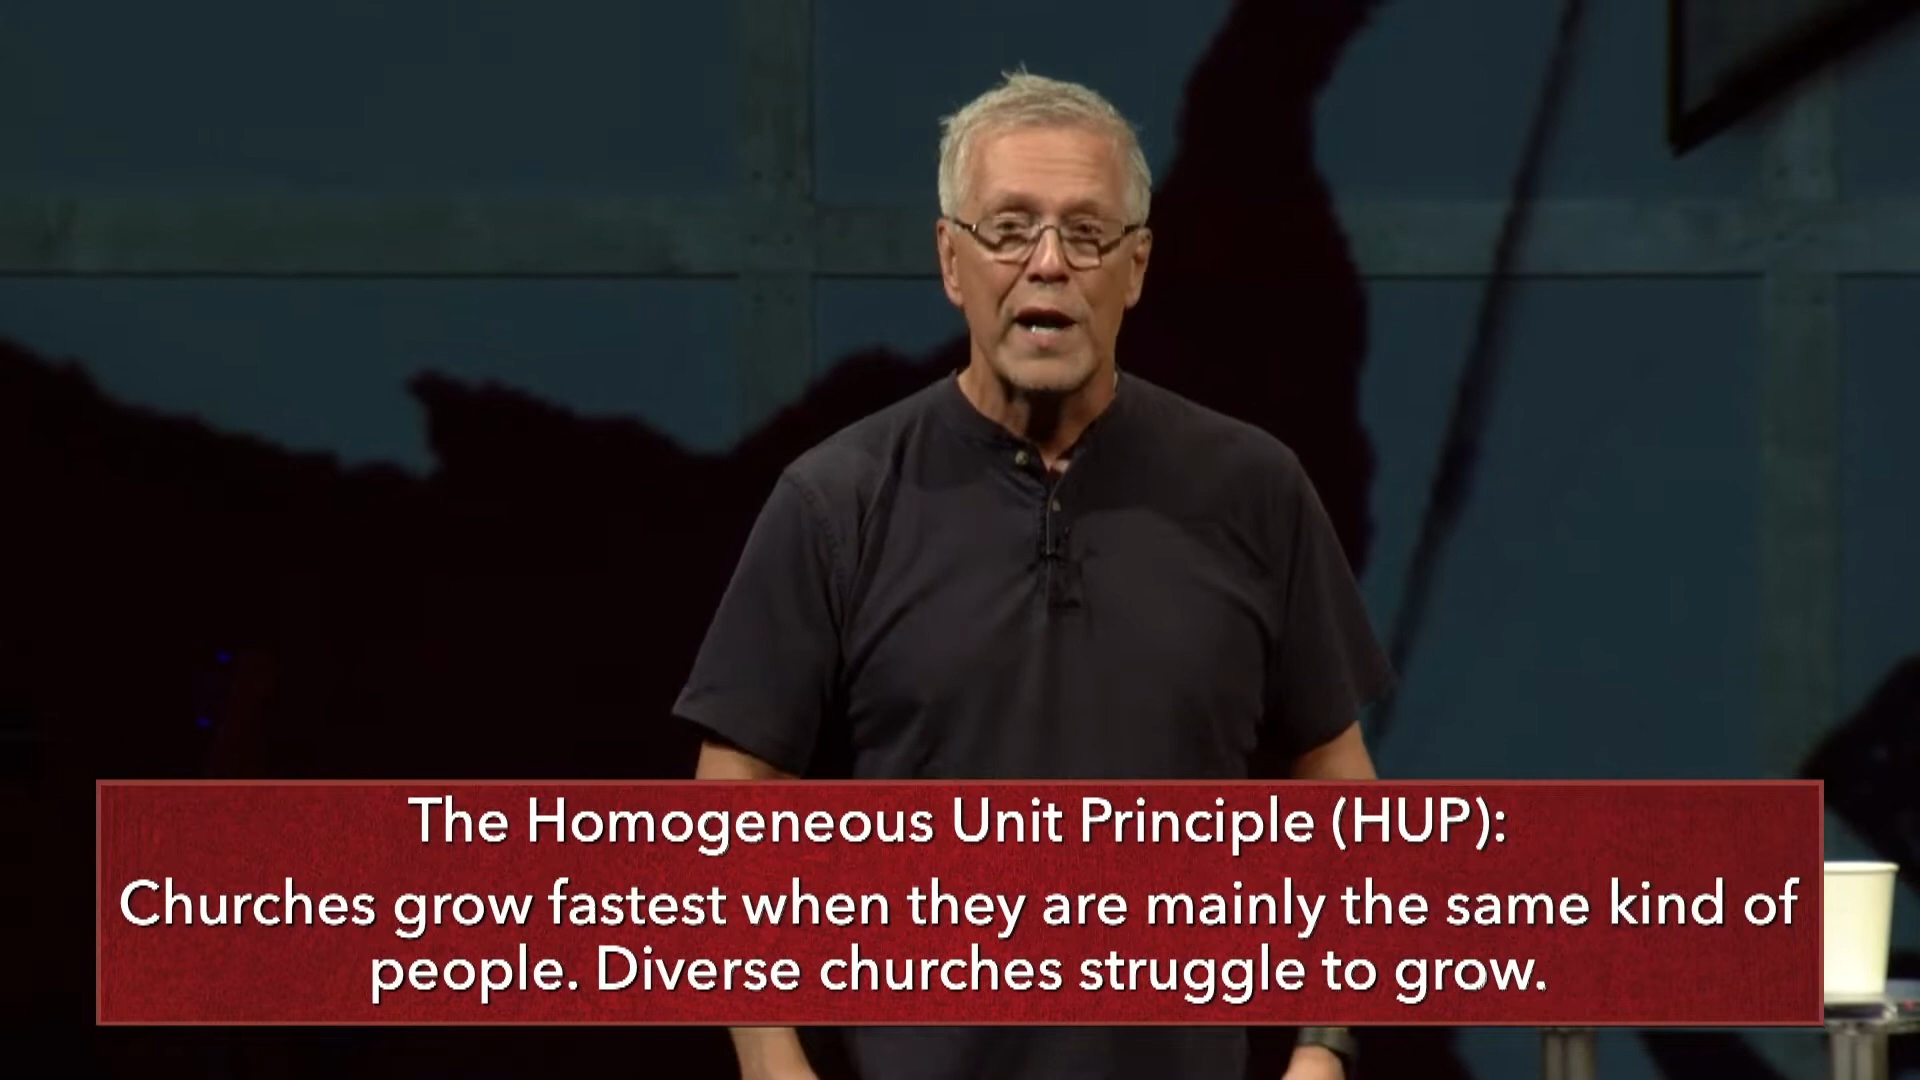 The Homogeneous Unit Principle (HUP):
Churches grow fastest when they are mainly the same kind of
people. Diverse churches struggle to grow.